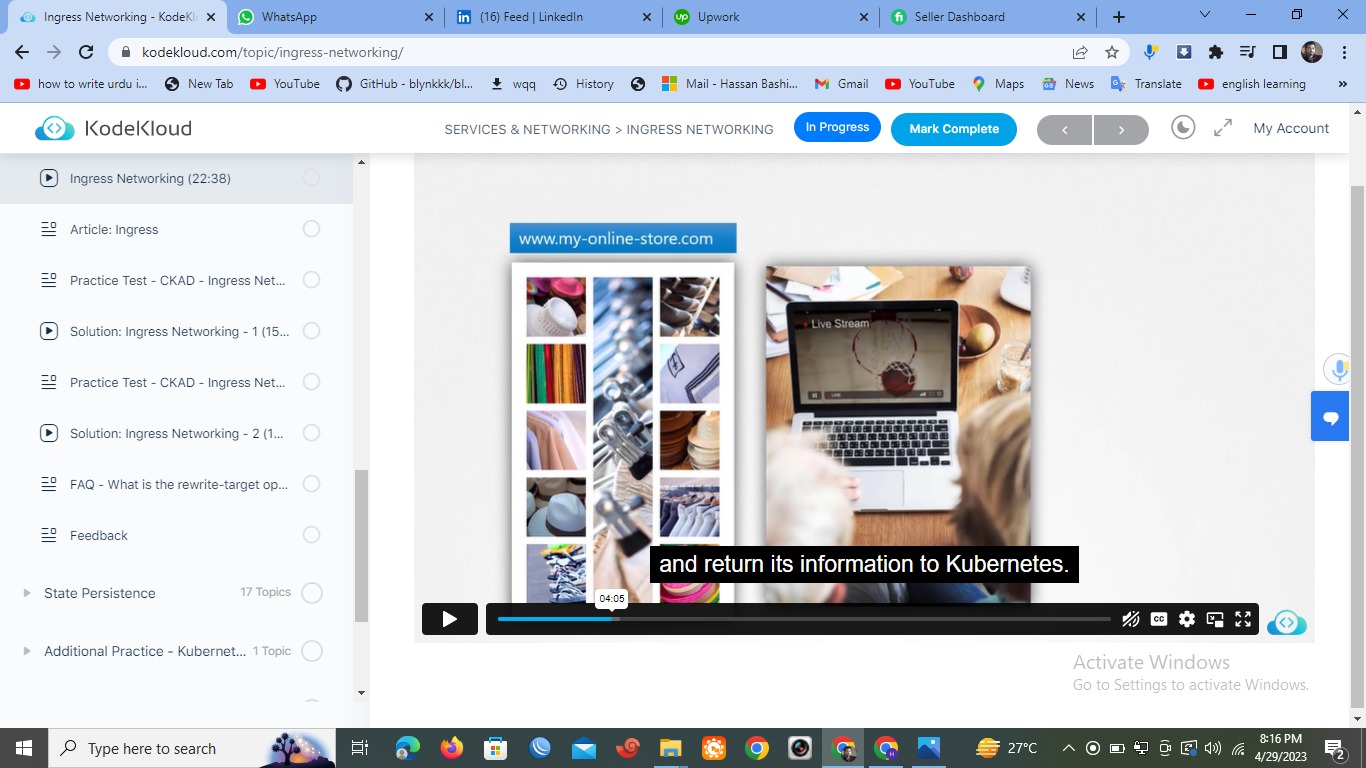 Ingress Networking - KodeKl
WhatsApp
(16) Feed | LinkedIn
Upwork
Seller Dashboard
kodekloud.com/topic/ingress-networking/
how to write urdu i...
New Tab
YouTube
GitHub - blynkkk/bl...
wqq
History
Mail - Hassan Bashi...
Gmail
YouTube
Maps
News
Translate
english learning
»
KodeKloud
SERVICES & NETWORKING > INGRESS NETWORKING
In Progress
Mark Complete
My Account
Ingress Networking (22:38)
Article: Ingress
Practice Test - CKAD - Ingress Net...
Solution: Ingress Networking - 1 (15...
Practice Test - CKAD - Ingress Net...
Solution: Ingress Networking - 2 (1...
FAQ - What is the rewrite-target op...
Feedback
State Persistence
17 Topics
Additional Practice - Kubernet...
1 Topic
www.my-online-store.com
Live Stream
LIVE
and return its information to Kubernetes.
04:05
CC
Activate Windows
Go to Settings to activate Windows.
Type here to search
27°C
8:16 PM
4/29/2023
2